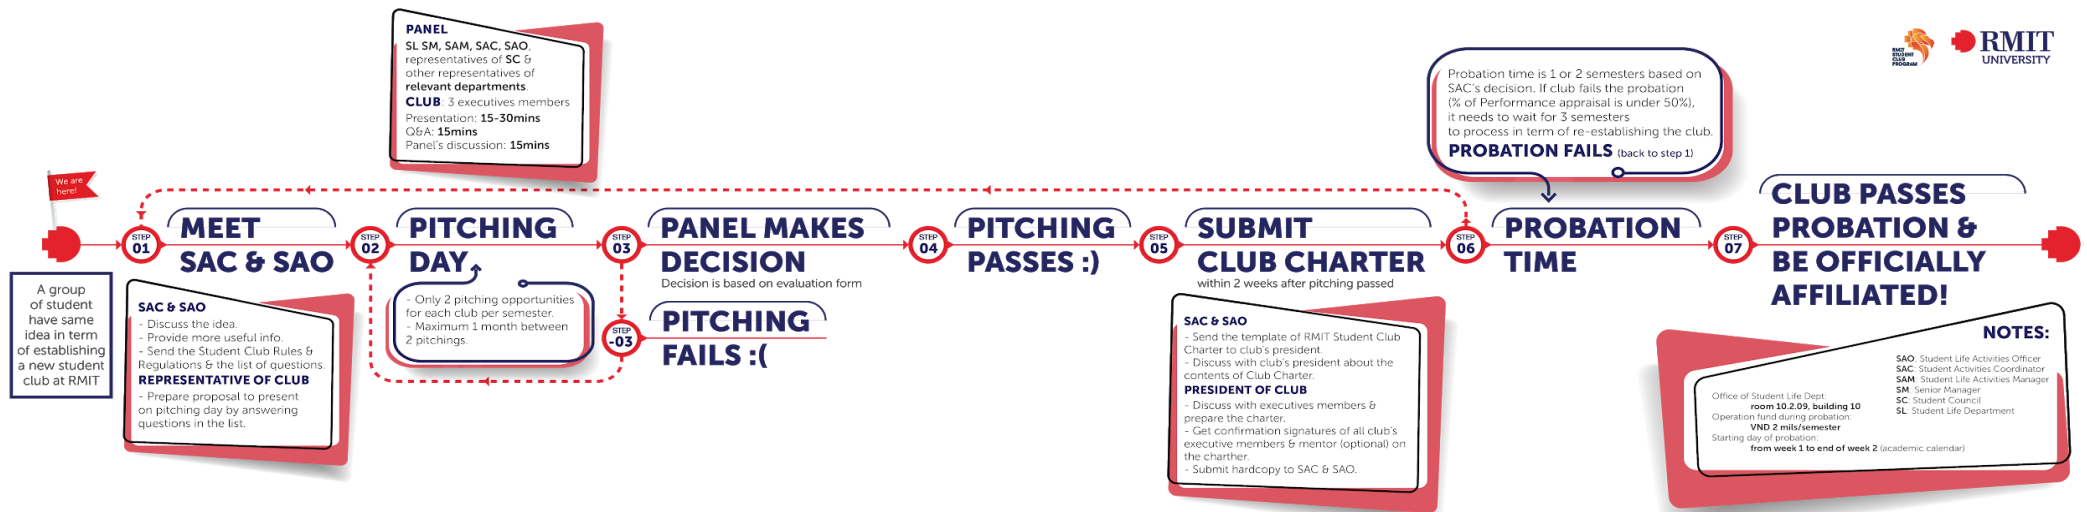 PANEL
SL SM, SAM, SAC, SAO,
representatives of SC &
other representatives of
relevant departments.
CLUB: 3 executives members
Presentation: 15-30mins
Q&A: 15mins
Panel's discussion: 15mins
Probation time is 1 or 2 semesters based on
SAC's decision. If club fails the probation
(% of Performance appraisal is under 50%),
it needs to wait for 3 semesters
to process in term of re-establishing the club.
PROBATION FAILS (back to step 1)
RMIT
STUDENT
CLUB
PROGRAM
RMIT
UNIVERSITY
We are
here!
A group
of student
have same
idea in term
of establishing
a new student
club at RMIT
STEP
01
MEET
SAC & SAO
SAC & SAO
- Discuss the idea.
- Provide more useful info.
- Send the Student Club Rules &
Regulations & the list of questions.
REPRESENTATIVE OF CLUB
- Prepare proposal to present
on pitching day by answering
questions in the list.
STEP
02
PITCHING
DAY
- Only 2 pitching opportunities
for each club per semester.
- Maximum 1 month between
2 pitchings.
STEP
03
PANEL MAKES
DECISION
Decision is based on evaluation form
STEP
-03
PITCHING
FAILS :(
STEP
04
PITCHING
PASSES :)
STEP
05
SUBMIT
CLUB CHARTER
within 2 weeks after pitching passed
SAC & SAO
- Send the template of RMIT Student Club
Charter to club's president.
- Discuss with club's president about the
contents of Club Charter.
PRESIDENT OF CLUB
- Discuss with executives members &
prepare the charter.
- Get confirmation signatures of all club's
executive members & mentor (optional) on
the charther.
- Submit hardcopy to SAC & SAO.
STEP
06
PROBATION
TIME
STEP
07
CLUB PASSES
PROBATION &
BE OFFICIALLY
AFFILIATED!
NOTES:
SAO: Student Life Activities Officer
SAC: Student Activities Coordinator
SAM: Student Life Activities Manager
SM: Senior Manager
SC: Student Council
SL: Student Life Department
Office of Student Life Dept:
room 10.2.09, building 10
Operation fund during probation:
VND 2 mils/semester
Starting day of probation:
from week 1 to end of week 2 (academic calendar)